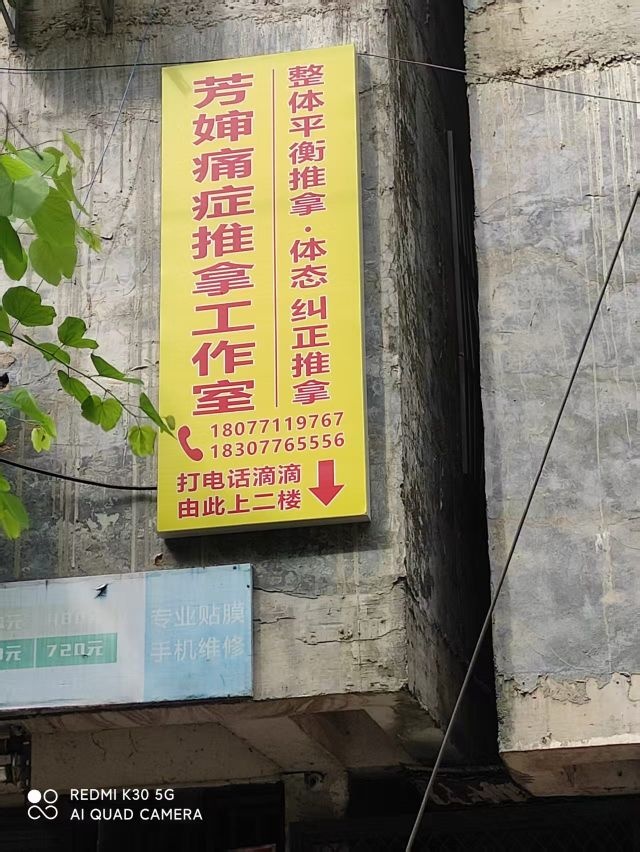 整体平衡推拿·体态 纠正推拿
芳婶痛症推拿工作室
18077119767
18307765556
打电话滴滴
由此上二楼
专业贴膜
手机维修
720元
REDMI K30 5G
AI QUAD CAMERA